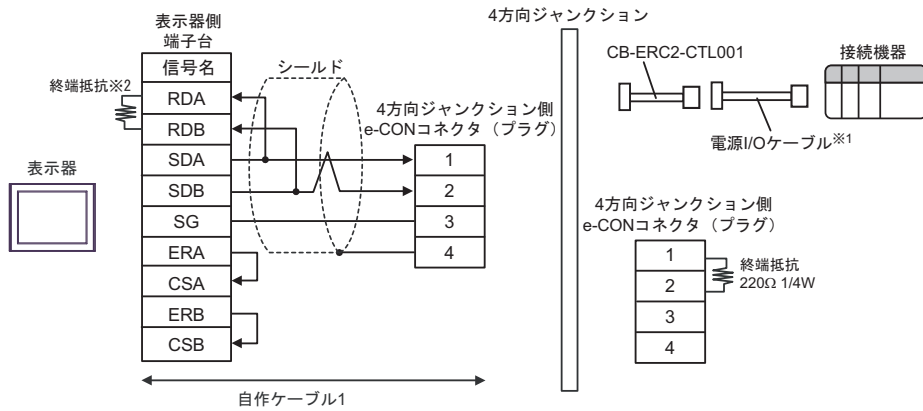 表示器
表示器側
端子台
信号名
RDA
RDB
SDA
SDB
SG
ERA
CSA
ERB
CSB
終端抵抗※2
シールド
4方向ジャンクション側
e-CONコネクタ（プラグ）
1
2
3
4
自作ケーブル1
4方向ジャンクション
CB-ERC2-CTL001
電源I/Oケーブル※1
接続機器
4方向ジャンクション側
e-CONコネクタ（プラグ）
1
2
3
4
終端抵抗
220Ω 1/4W